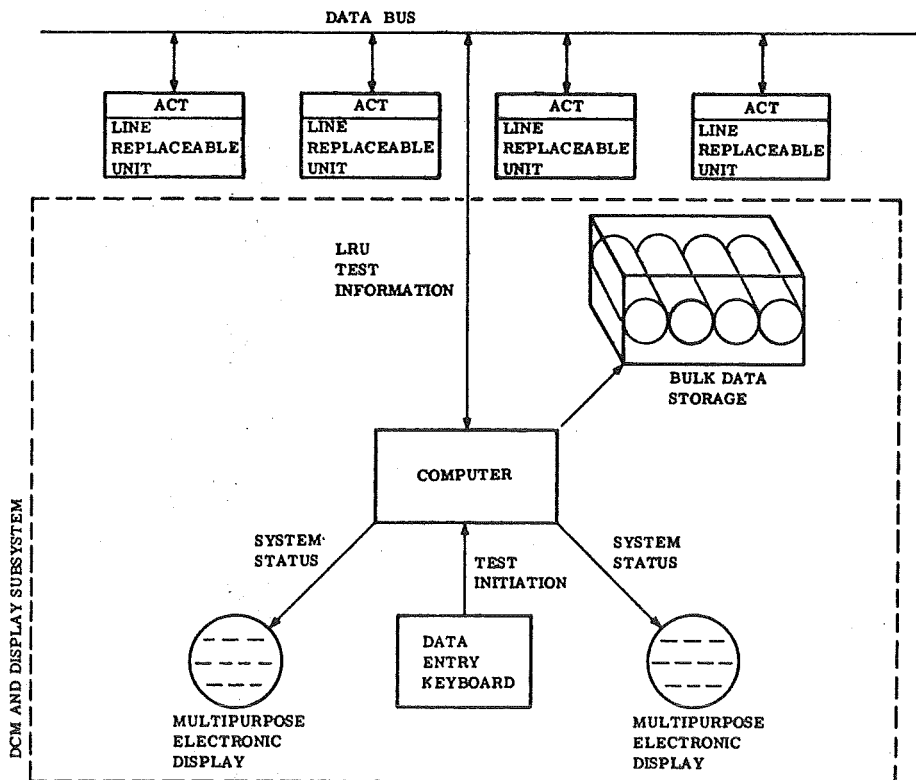 DATA BUS
ACT
LINE
REPLACEABLE
UNIT
ACT
LINE
REPLACEABLE
UNIT
ACT
LINE
REPLACEABLE
UNIT
ACT
LINE
REPLACEABLE
UNIT
LRU
TEST
INFORMATION
BULK DATA
STORAGE
COMPUTER
SYSTEM
STATUS
TEST
INITIATION
SYSTEM
STATUS
DATA
ENTRY
KEYBOARD
MULTIPURPOSE
ELECTRONIC
DISPLAY
MULTIPURPOSE
ELECTRONIC
DISPLAY
DCM AND DISPLAY SUBSYSTEM